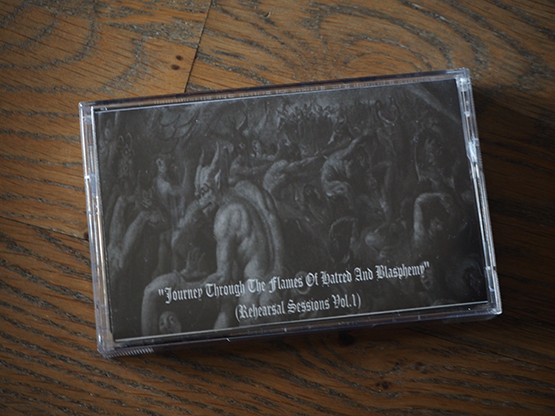 "Journey Through The Flames Of Hatred And Blasphemy"
(Rehearsal Sessions Vol.1)